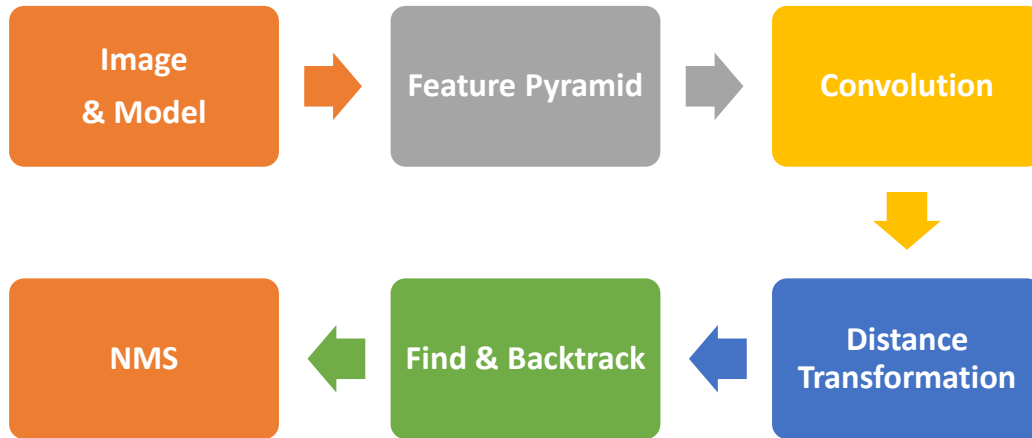 Image
& Model
Feature Pyramid
Convolution
Distance
Transformation
Find & Backtrack
NMS